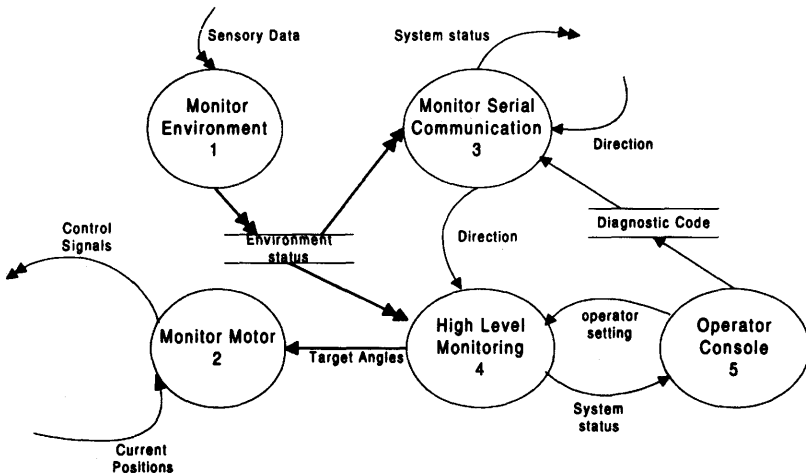 Sensory Data
System status
Monitor
Environment
1
Monitor Serial
Communication
3
Direction
Control
Signals
Environment
status
Direction
Diagnostic Code
Monitor Motor
2
Target Angles
High Level
Monitoring
4
operator
setting
Operator
Console
5
System
status
Current
Positions